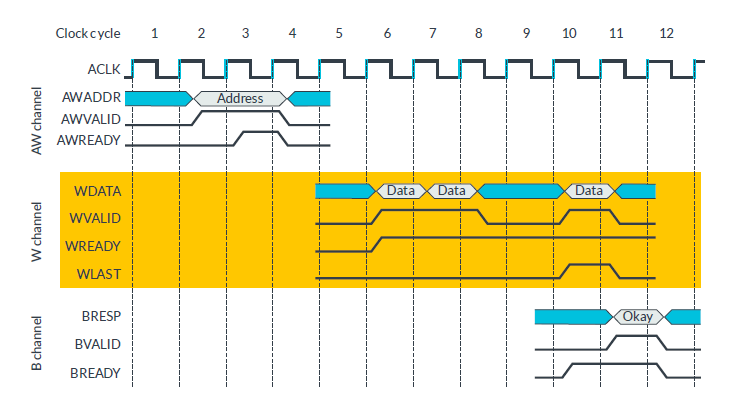 Clock cycle 1 2 3 4 5 6 7 8 9 10 11 12
ACLK
AW channel
AWADDR Address
AWVALID
AWREADY
W channel
WDATA Data Data Data
WVALID
WREADY
WLAST
B channel
BRESP Okay
BVALID
BREADY